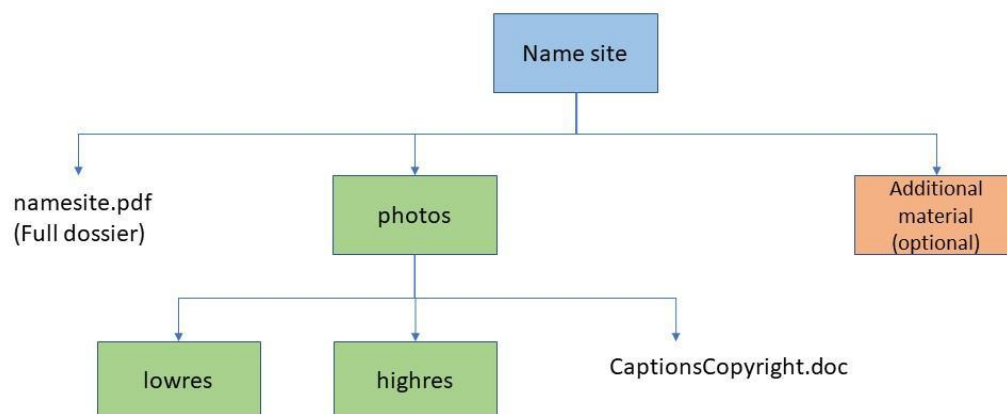 Name site
namesite.pdf
(Full dossier)
photos
Additional
material
(optional)
lowres
highres
CaptionsCopyright.doc